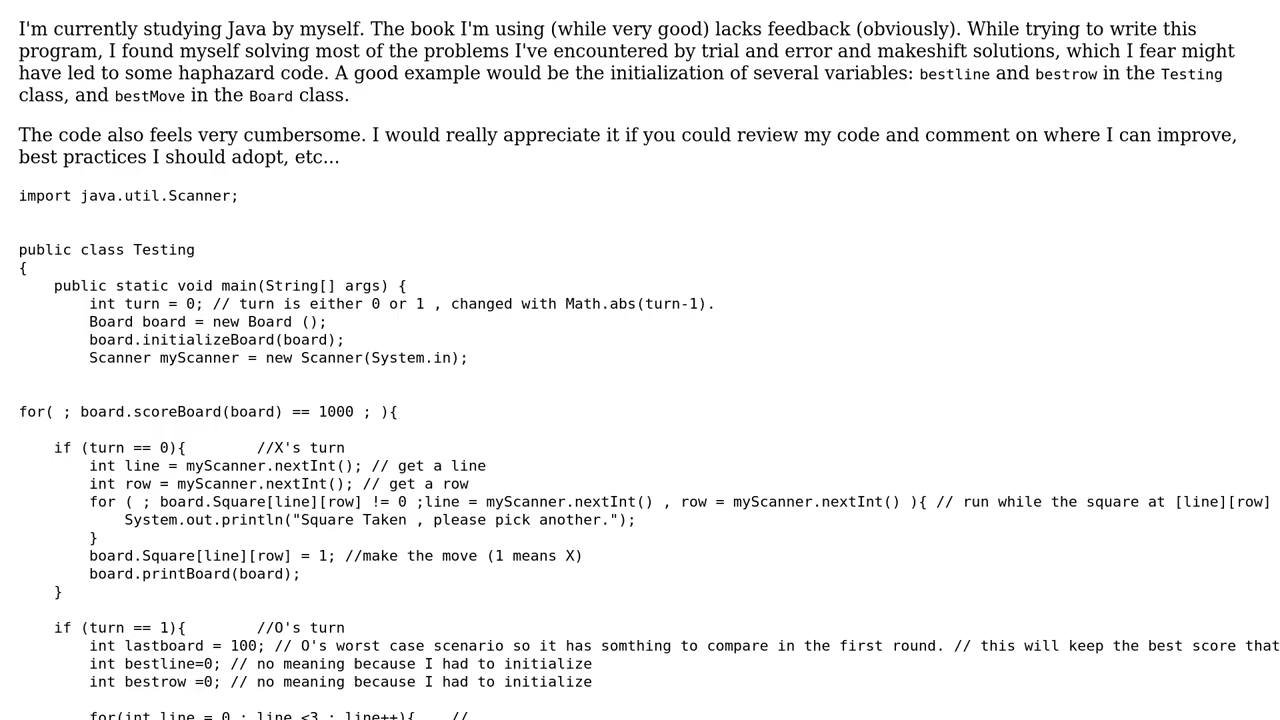 I'm currently studying Java by myself. The book I'm using (while very good) lacks feedback (obviously). While trying to write this
program, I found myself solving most of the problems I've encountered by trial and error and makeshift solutions, which I fear might
have led to some haphazard code. A good example would be the initialization of several variables: bestline and bestrow in the Testing
class, and bestMove in the Board class.
The code also feels very cumbersome. I would really appreciate it if you could review my code and comment on where I can improve,
best practices I should adopt, etc...
import java.util.Scanner;
public class Testing
{
public static void main(String[] args) {
int turn = 0; // turn is either 0 or 1 , changed with Math.abs(turn-1).
Board board = new Board ();
board.initializeBoard(board);
Scanner myScanner = new Scanner(System.in);
for( ; board.scoreBoard(board) == 1000 ; ){
if (turn == 0){        //X's turn
int line = myScanner.nextInt(); // get a line
int row = myScanner.nextInt(); // get a row
for ( ; board.Square[line][row] != 0 ;line = myScanner.nextInt() , row = myScanner.nextInt() ){ // run while the square at [line][row]
System.out.println("Square Taken , please pick another.");
}
board.Square[line][row] = 1; //make the move (1 means X)
board.printBoard(board);
}
if (turn == 1){        //O's turn
int lastboard = 100; // O's worst case scenario so it has somthing to compare in the first round. // this will keep the best score that
int bestline=0; // no meaning because I had to initialize
int bestrow =0; // no meaning because I had to initialize
for(int line = 0 ; line <3 ; line++){    //